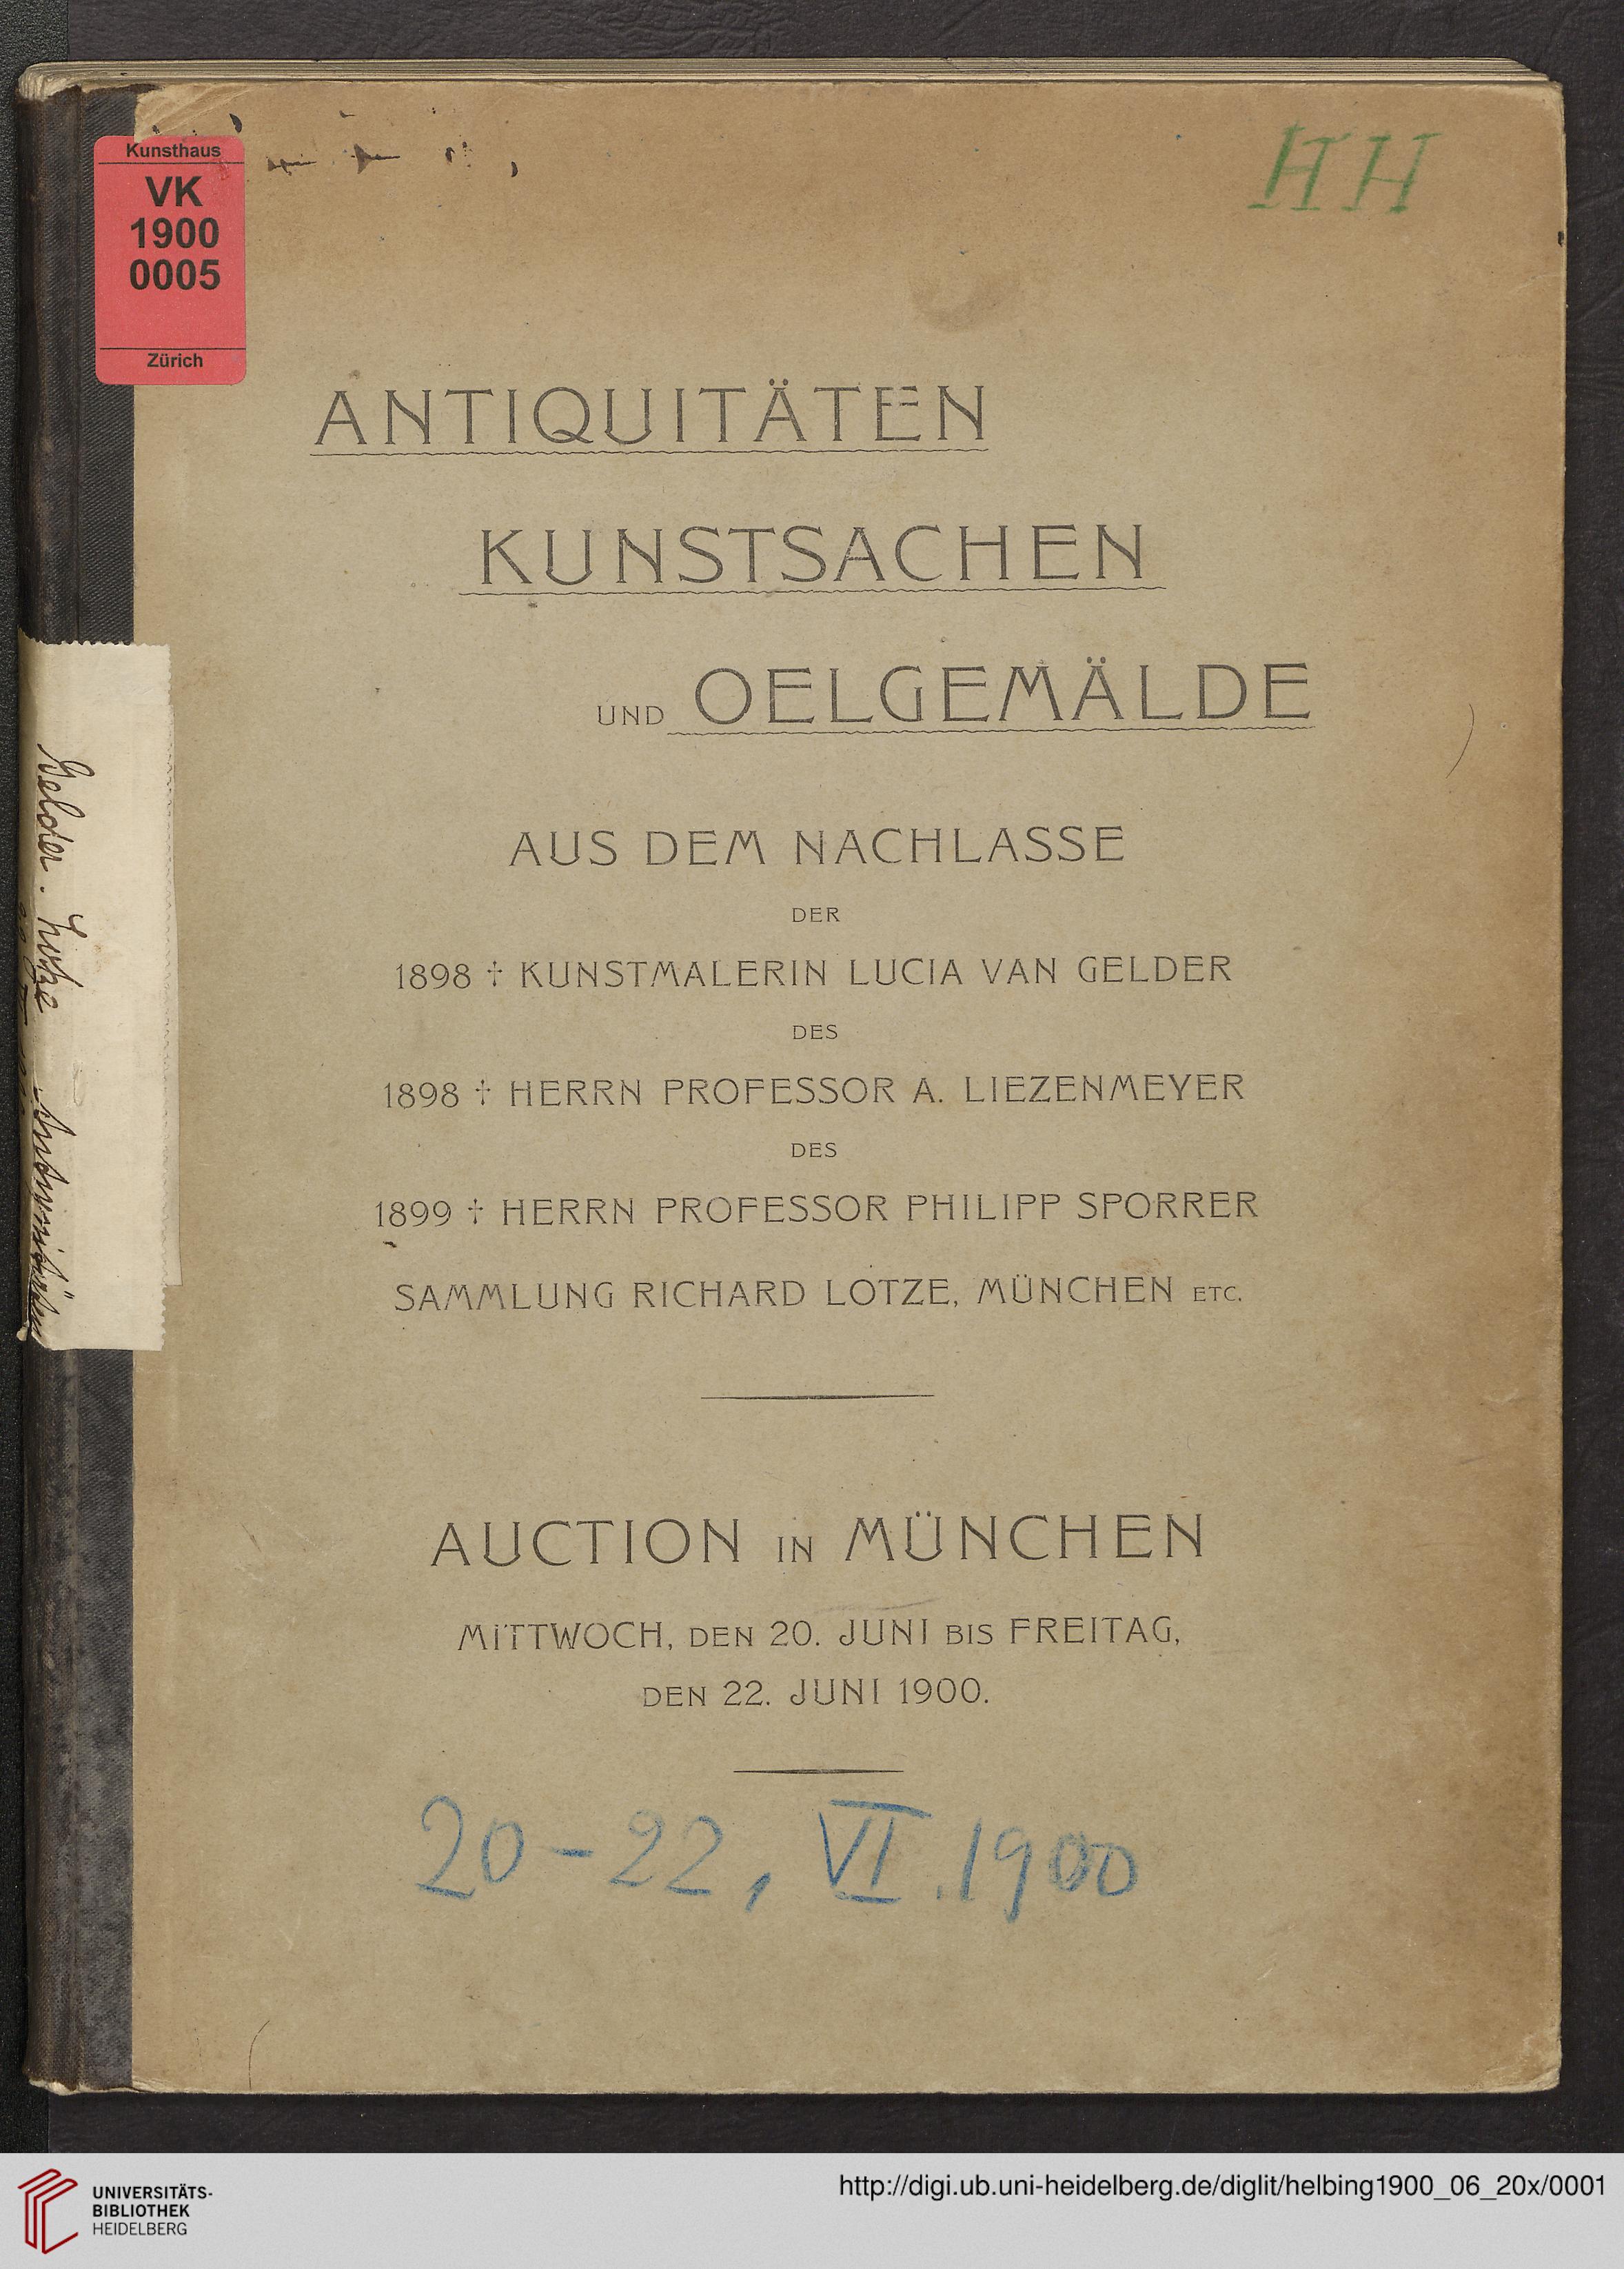 Kunsthaus
VK
1900
0005
Zürich
HH
ANTIQUITÄTEN
KUNSTSACHEN
UND OELGEMÄLDE
AUS DEM NACHLASSE
DER
1898 † KUNSTMALERIN LUCIA VAN GELDER
DES
1898 † HERRN PROFESSOR A. LIEZENMEYER
DES
1899 † HERRN PROFESSOR PHILIPP SPORRER
SAMMLUNG RICHARD LOTZE, MÜNCHEN ETC.
AUCTION IN MÜNCHEN
MITTWOCH, DEN 20. JUNI BIS FREITAG,
DEN 22. JUNI 1900.
20-22, VI. 1900
Gelder. Lotze
UNIVERSITÄTS-
BIBLIOTHEK
HEIDELBERG
http://digi.ub.uni-heidelberg.de/diglit/helbing1900_06_20x/0001